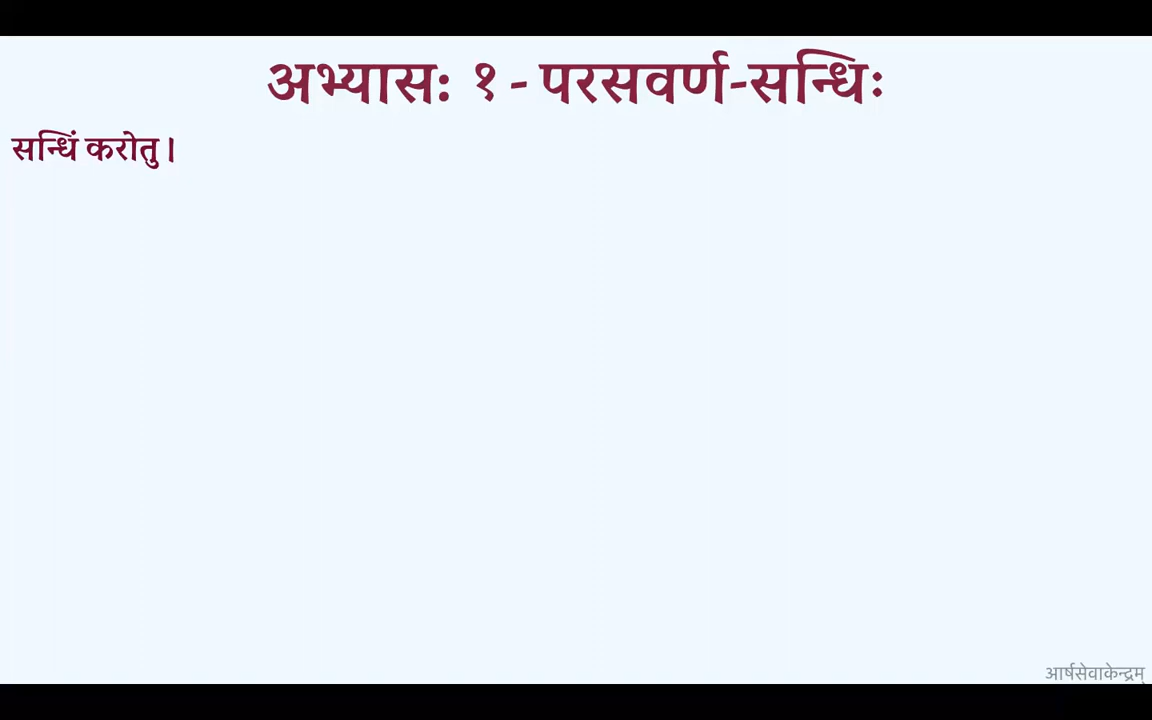 अभ्यासः १ - परसवर्ण-सन्धिः
सन्धिं करोतु।
आर्षसेवाकेन्द्रम्